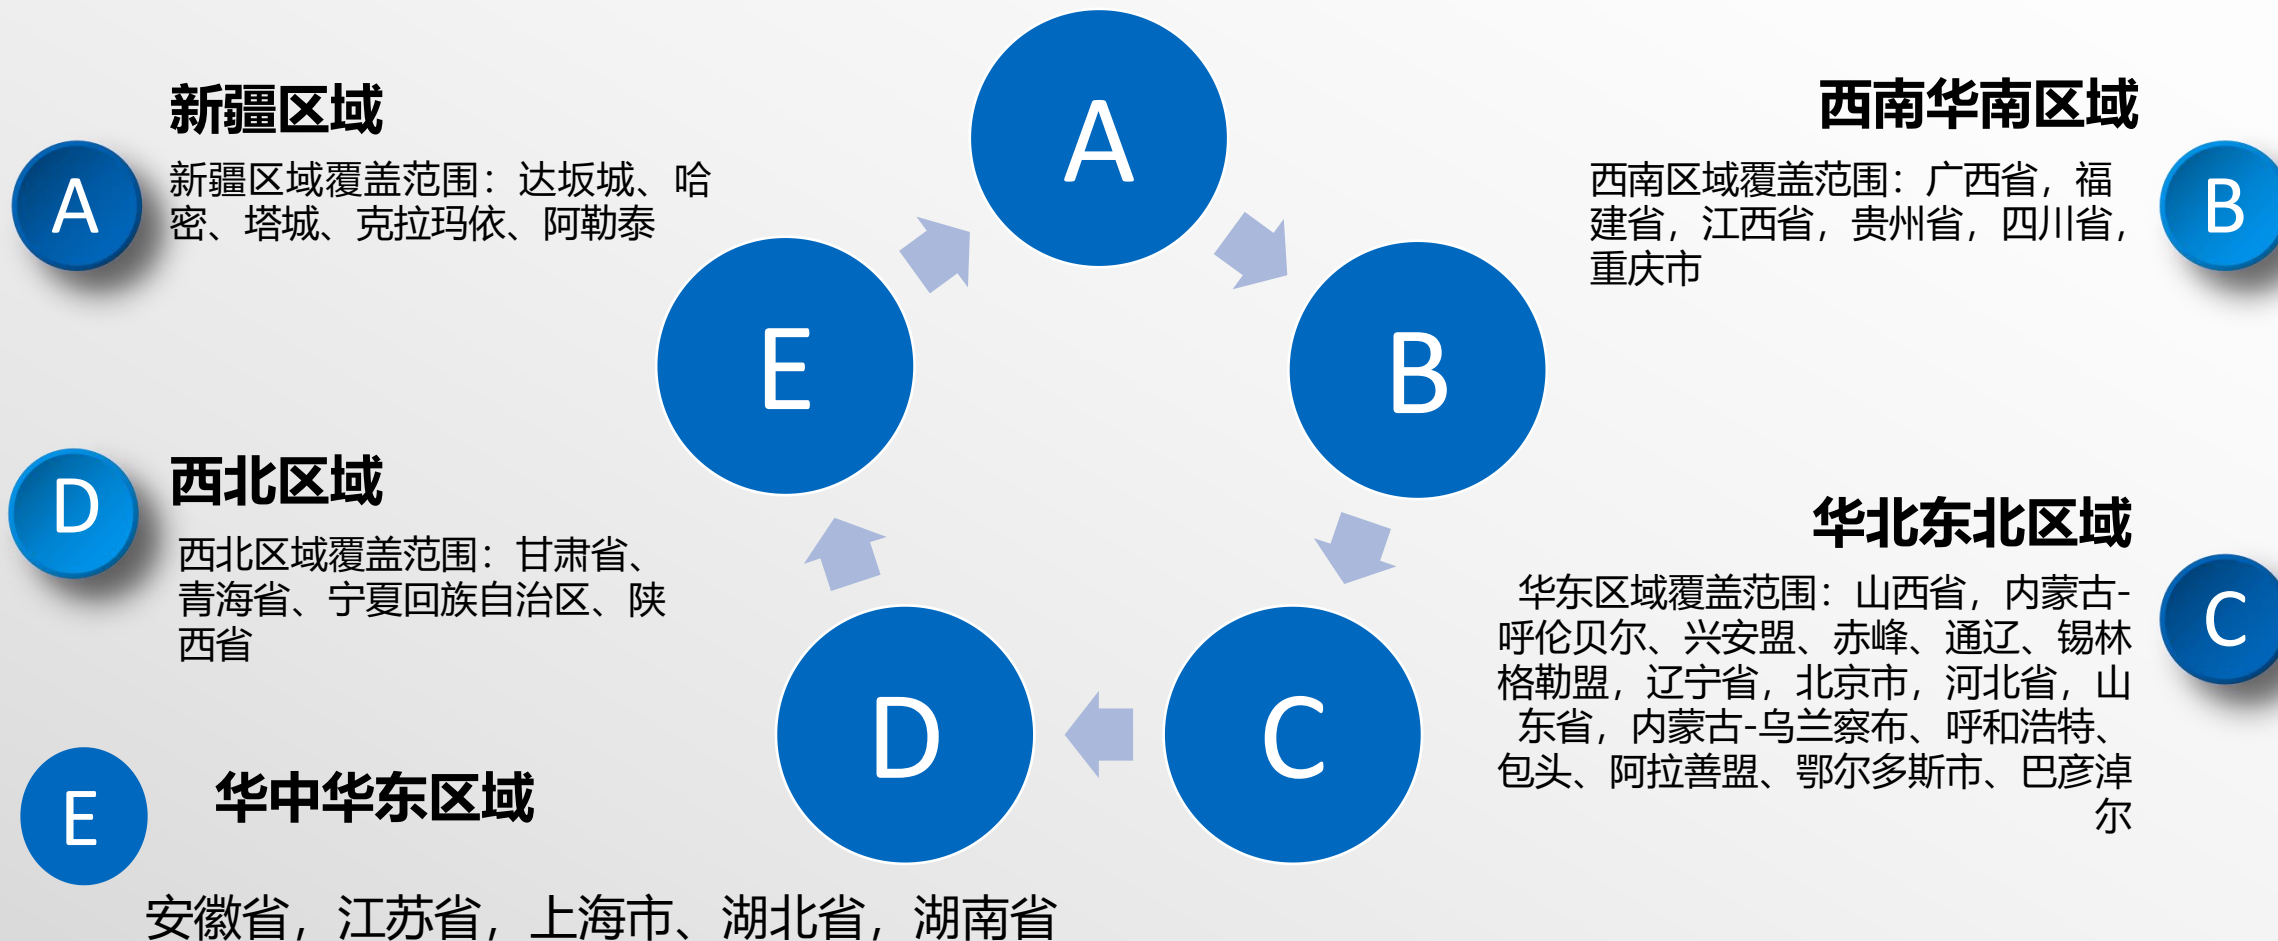 新疆区域
A
新疆区域覆盖范围：达坂城、哈
密、塔城、克拉玛依、阿勒泰
A
西南华南区域
B
西南区域覆盖范围：广西省，福
建省，江西省，贵州省，四川省，
重庆市
E
B
D
西北区域
西北区域覆盖范围：甘肃省、
青海省、宁夏回族自治区、陕
西省
华北东北区域
C
华东区域覆盖范围：山西省，内蒙古-
呼伦贝尔、兴安盟、赤峰、通辽、锡林
格勒盟，辽宁省，北京市，河北省，山
东省，内蒙古-乌兰察布、呼和浩特、
包头、阿拉善盟、鄂尔多斯市、巴彦淖
尔
D
C
E
华中华东区域
安徽省，江苏省，上海市、湖北省，湖南省